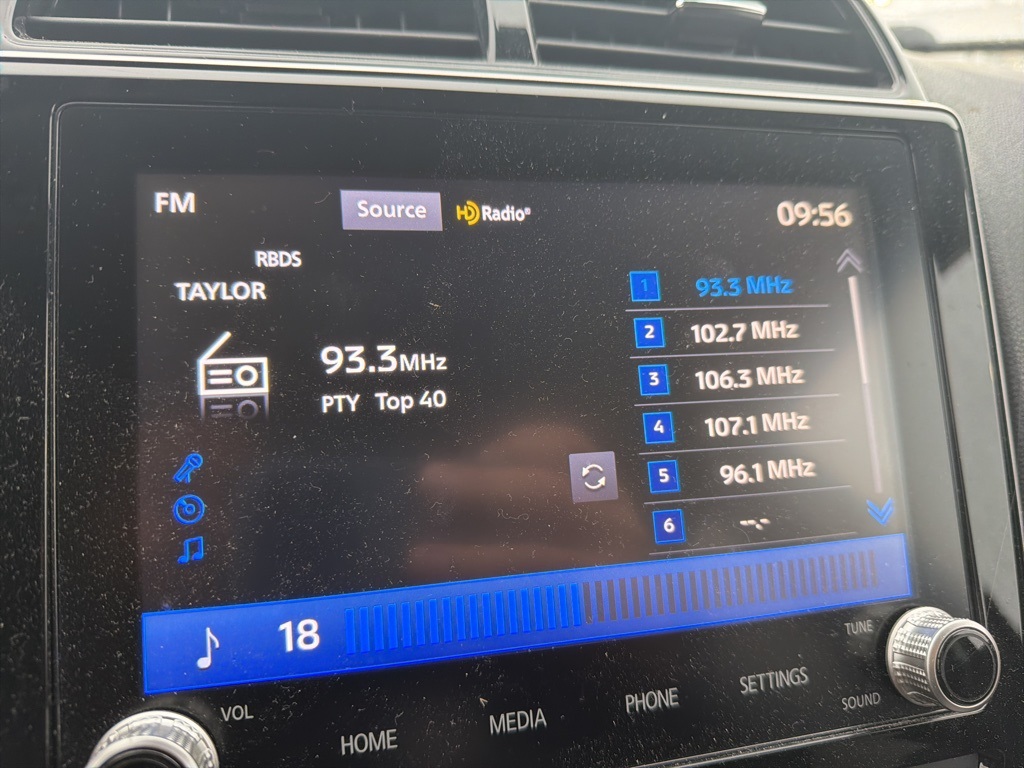 FM
Source
HD Radio®
09:56
RBDS
TAYLOR
93.3 MHz
PTY Top 40
1 93.3 MHz
2 102.7 MHz
3 106.3 MHz
4 107.1 MHz
5 96.1 MHz
6 --.-
18
VOL
HOME
MEDIA
PHONE
SETTINGS
TUNE
SOUND